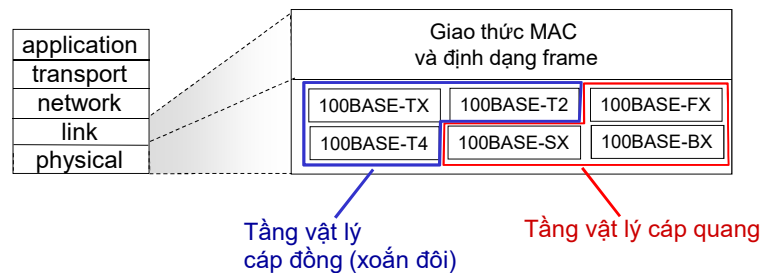 application
transport
network
link
physical
Giao thức MAC
và định dạng frame
100BASE-TX
100BASE-T2
100BASE-FX
100BASE-T4
100BASE-SX
100BASE-BX
Tầng vật lý
cáp đồng (xoắn đôi)
Tầng vật lý cáp quang